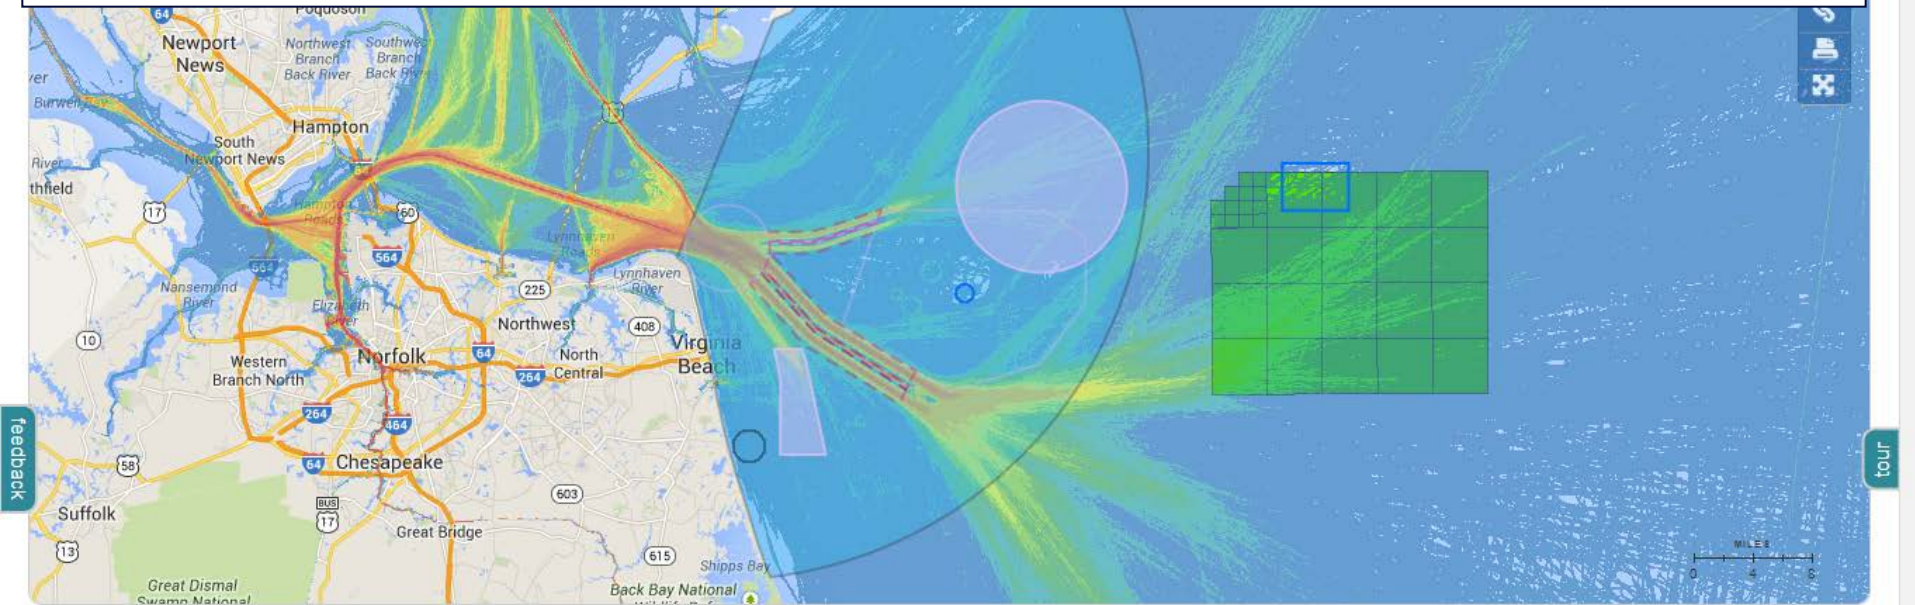 64
Poquoson
Newport
News
Northwest
Branch
Back River
Southwest
Branch
Back River
Burwell Bay
13
Hampton
South
Newport News
River
thfield
64
17
60
Hampton
Roads
564
664
Lynnhaven
Roads
Lynnhaven
River
Nansemond
River
225
Elizabeth
River
Northwest
408
10
Virginia
Beach
Norfolk
64
Western
Branch North
North
Central
264
264
464
feedback
58
64
Chesapeake
tour
603
BUS
17
Suffolk
Great Bridge
13
615
Shipps Bay
Great Dismal
Swamp National
Back Bay National
MILES
0 4 8